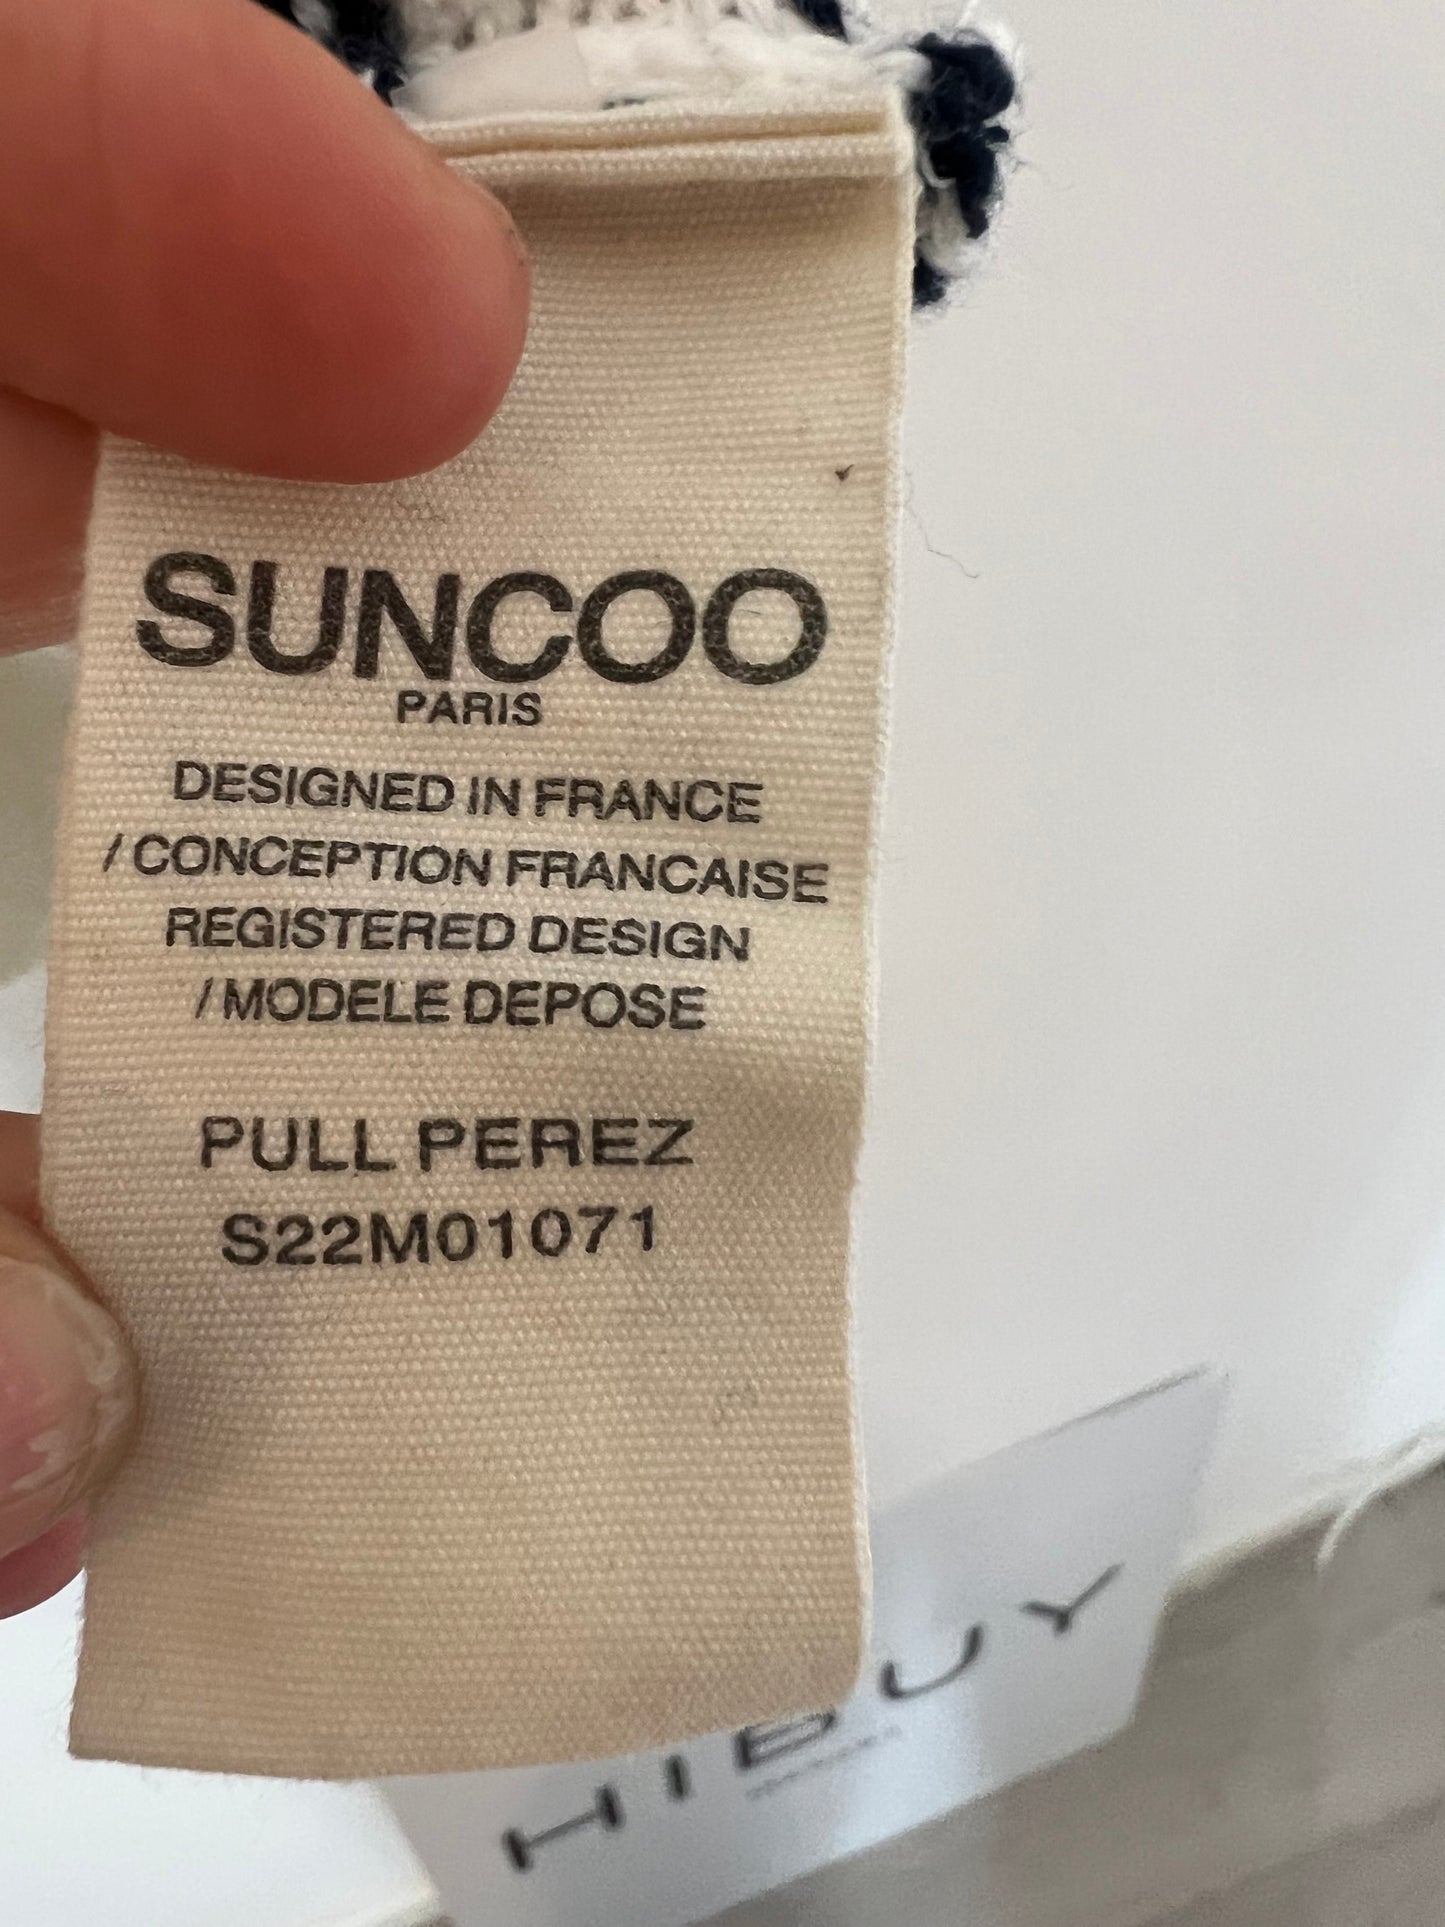 SUNCOO
PARIS
DESIGNED IN FRANCE
/ CONCEPTION FRANCAISE
REGISTERED DESIGN
/ MODELE DEPOSE
PULL PEREZ
S22M01071
HIBUY